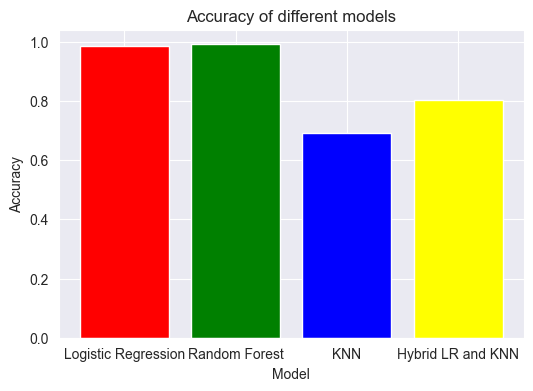 Accuracy of different models
Accuracy
1.0
0.8
0.6
0.4
0.2
0.0
Logistic Regression Random Forest KNN Hybrid LR and KNN
Model